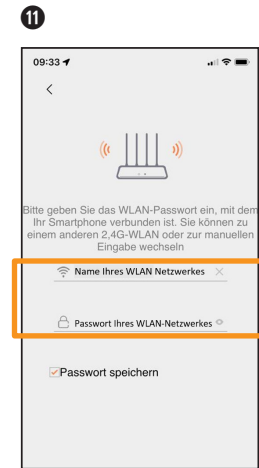 11
09:33
Bitte geben Sie das WLAN-Passwort ein, mit dem
Ihr Smartphone verbunden ist. Sie können zu
einem anderen 2,4G-WLAN oder zur manuellen
Eingabe wechseln
Name Ihres WLAN Netzwerkes
Passwort Ihres WLAN-Netzwerkes
Passwort speichern